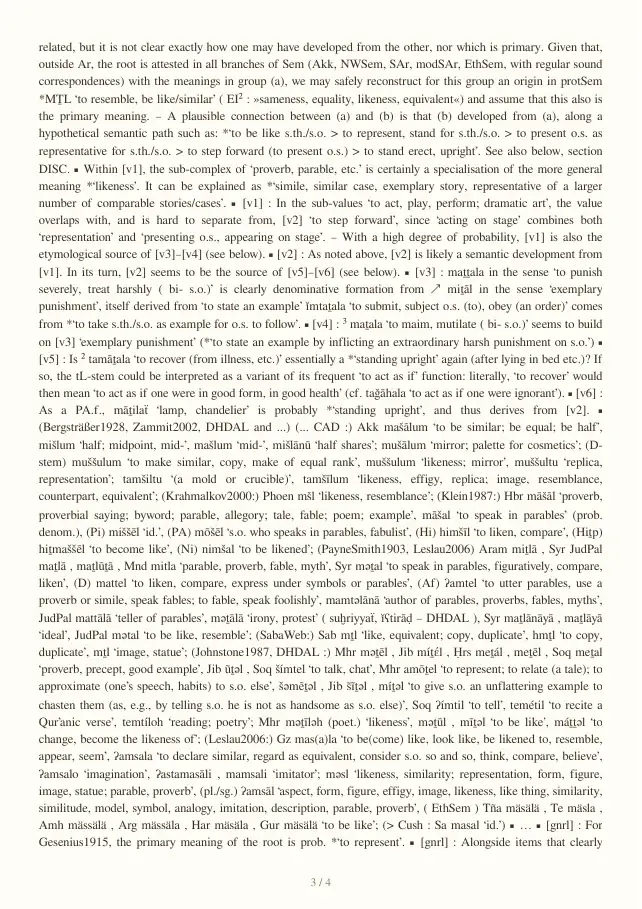 related, but it is not clear exactly how one may have developed from the other, nor which is primary. Given that,
outside Ar, the root is attested in all branches of Sem (Akk, NWSem, SAr, modSAr, EthSem, with regular sound
correspondences) with the meanings in group (a), we may safely reconstruct for this group an origin in protSem
*MṮL ‘to resemble, be like/similar’ ( EI² : »sameness, equality, likeness, equivalent«) and assume that this also is
the primary meaning. – A plausible connection between (a) and (b) is that (b) developed from (a), along a
hypothetical semantic path such as: *‘to be like s.th./s.o. > to represent, stand for s.th./s.o. > to present o.s. as
representative for s.th./s.o. > to step forward (to present o.s.) > to stand erect, upright’. See also below, section
DISC. ▪ Within [v1], the sub-complex of ‘proverb, parable, etc.’ is certainly a specialisation of the more general
meaning *‘likeness’. It can be explained as *‘simile, similar case, exemplary story, representative of a larger
number of comparable stories/cases’. ▪ [v1] : In the sub-values ‘to act, play, perform; dramatic art’, the value
overlaps with, and is hard to separate from, [v2] ‘to step forward’, since ‘acting on stage’ combines both
‘representation’ and ‘presenting o.s., appearing on stage’. – With a high degree of probability, [v1] is also the
etymological source of [v3]–[v6] (see below). ▪ [v2] : As noted above, [v2] is likely a semantic development from
[v1]. In its turn, [v2] seems to be the source of [v5]–[v6] (see below). ▪ [v3] : maṯṯala in the sense ‘to punish
severely, treat harshly ( bi- s.o.)’ is clearly denominative formation from ↗ miṯāl in the sense ‘exemplary
punishment’, itself derived from ‘to state an example’ ĭmtaṯala ‘to submit, subject o.s. (to), obey (an order)’ comes
from *‘to take s.th./s.o. as example for o.s. to follow’. ▪ [v4] : ³ maṯala ‘to maim, mutilate ( bi- s.o.)’ seems to build
on [v3] ‘exemplary punishment’ (*‘to state an example by inflicting an extraordinary harsh punishment on s.o.’) ▪
[v5] : Is ² tamāṯala ‘to recover (from illness, etc.)’ essentially a *‘standing upright’ again (after lying in bed etc.)? If
so, the tL-stem could be interpreted as a variant of its frequent ‘to act as if’ function: literally, ‘to recover’ would
then mean ‘to act as if one were in good form, in good health’ (cf. taǧāhala ‘to act as if one were ignorant’). ▪ [v6] :
As a PA.f., māṯilaẗ ‘lamp, chandelier’ is probably *‘standing upright’, and thus derives from [v2]. ▪
(Bergsträßer1928, Zammit2002, DHDAL and ...) (... CAD :) Akk mašālum ‘to be similar; be equal; be half’,
mišlum ‘half; midpoint, mid-’, mašlum ‘mid-’, mišlānū ‘half shares’; mušālum ‘mirror; palette for cosmetics’; (D-
stem) muššulum ‘to make similar, copy, make of equal rank’, muššulum ‘likeness; mirror’, muššultu ‘replica,
representation’; tamšiltu ‘(a mold or crucible)’, tamšīlum ‘likeness, effigy, replica; image, resemblance,
counterpart, equivalent’; (Krahmalkov2000:) Phoen mšl ‘likeness, resemblance’; (Klein1987:) Hbr māšāl ‘proverb,
proverbial saying; byword; parable, allegory; tale, fable; poem; example’, māšal ‘to speak in parables’ (prob.
denom.), (Pi) miššēl ‘id.’, (PA) môšēl ‘s.o. who speaks in parables, fabulist’, (Hi) himšîl ‘to liken, compare’, (Hiṯp)
hiṯmaššēl ‘to become like’, (Ni) nimšal ‘to be likened’; (PayneSmith1903, Leslau2006) Aram miṯlā , Syr JudPal
maṯlā , maṯlūṯā , Mnd mitla ‘parable, proverb, fable, myth’, Syr məṯal ‘to speak in parables, figuratively, compare,
liken’, (D) mattel ‘to liken, compare, express under symbols or parables’, (Af) ʔamtel ‘to utter parables, use a
proverb or simile, speak fables; to fable, speak foolishly’, mamtəlānā ‘author of parables, proverbs, fables, myths’,
JudPal mattālā ‘teller of parables’, məṯālā ‘irony, protest’ ( suḫriyyaẗ, ĭʕtirāḍ – DHDAL ), Syr maṯlānāyā , maṯlāyā
‘ideal’, JudPal məṯal ‘to be like, resemble’; (SabaWeb:) Sab mṯl ‘like, equivalent; copy, duplicate’, hmṯl ‘to copy,
duplicate’, mṯl ‘image, statue’; (Johnstone1987, DHDAL :) Mhr məṯēl , Jib míṯέl , Ḥrs meṯál , meṯēl , Soq meṯal
‘proverb, precept, good example’, Jib ūṯəl , Soq šímtel ‘to talk, chat’, Mhr amōṯel ‘to represent; to relate (a tale); to
approximate (one’s speech, habits) to s.o. else’, šəmēṯəl , Jib šīṯəl , míṯəl ‘to give s.o. an unflattering example to
chasten them (as, e.g., by telling s.o. he is not as handsome as s.o. else)’, Soq ʔímtil ‘to tell’, temétil ‘to recite a
Qurʾanic verse’, temtíloh ‘reading; poetry’; Mhr məṯīləh (poet.) ‘likeness’, məṯūl , mīṯəl ‘to be like’, máṯṯəl ‘to
change, become the likeness of’; (Leslau2006:) Gz mas(a)la ‘to be(come) like, look like, be likened to, resemble,
appear, seem’, ʔamsala ‘to declare similar, regard as equivalent, consider s.o. so and so, think, compare, believe’,
ʔamsalo ‘imagination’, ʔastamasāli , mamsali ‘imitator’; məsl ‘likeness, similarity; representation, form, figure,
image, statue; parable, proverb’, (pl./sg.) ʔamsāl ‘aspect, form, figure, effigy, image, likeness, like thing, similarity,
similitude, model, symbol, analogy, imitation, description, parable, proverb’, ( EthSem ) Tña mäsälä , Te mäsla ,
Amh mässälä , Arg mässäla , Har mäsäla , Gur mäsälä ‘to be like’; (> Cush : Sa masal ‘id.’) ▪ … ▪ [gnrl] : For
Gesenius1915, the primary meaning of the root is prob. *‘to represent’. ▪ [gnrl] : Alongside items that clearly
3 / 4